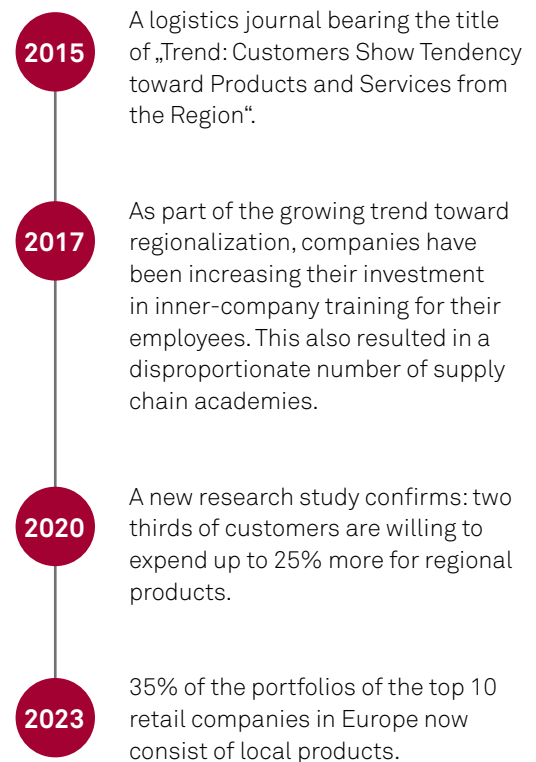 2015
A logistics journal bearing the title
of „Trend: Customers Show Tendency
toward Products and Services from
the Region“.
2017
As part of the growing trend toward
regionalization, companies have
been increasing their investment
in inner-company training for their
employees. This also resulted in a
disproportionate number of supply
chain academies.
2020
A new research study confirms: two
thirds of customers are willing to
expend up to 25% more for regional
products.
2023
35% of the portfolios of the top 10
retail companies in Europe now
consist of local products.